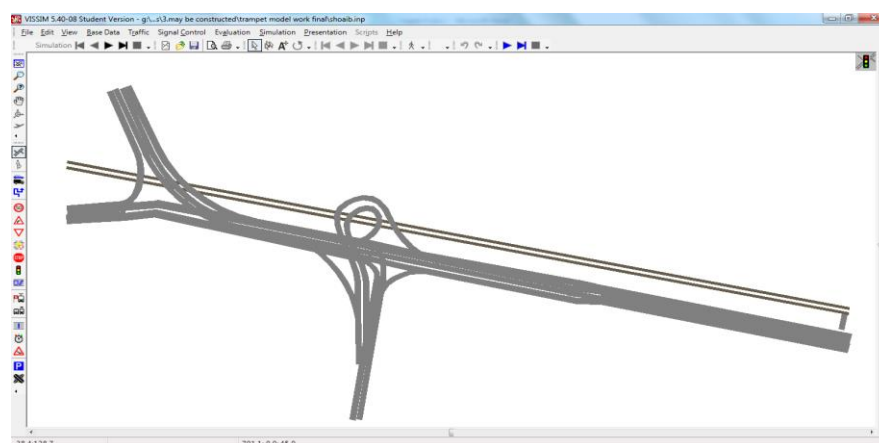 VISSIM 5.40-08 Student Version - g:\...s\3.may be constructed\trampet model work final\shoaib.inp
File Edit View Base Data Traffic Signal Control Evaluation Simulation Presentation Scripts Help
Simulation
STOP
P